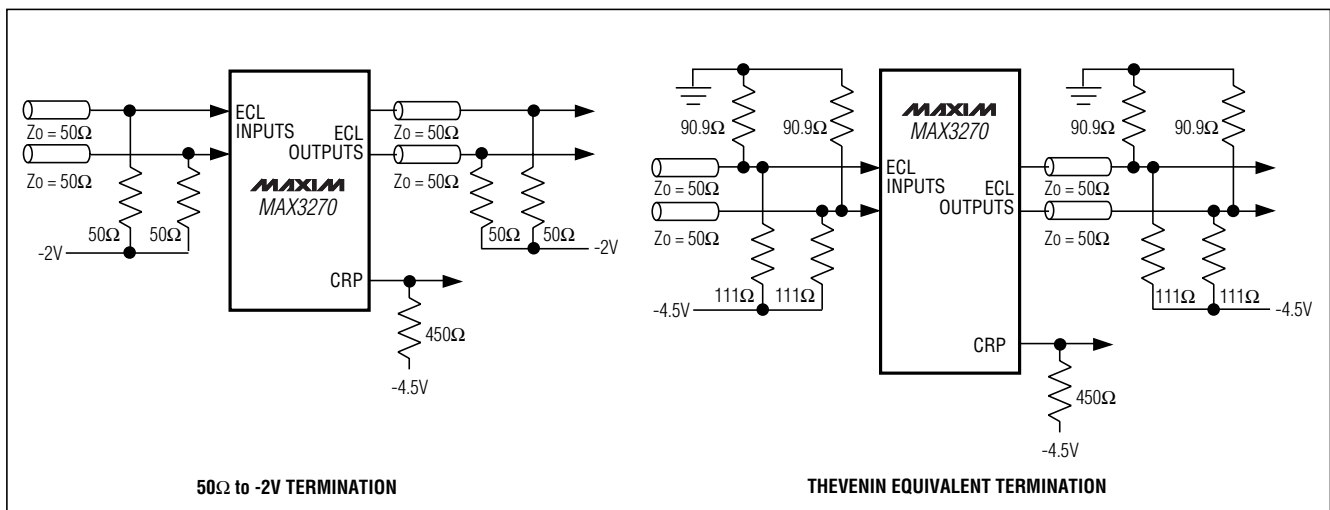 Zo = 50Ω
Zo = 50Ω
50Ω
50Ω
-2V
ECL
INPUTS
ECL
OUTPUTS
MAXIM
MAX3270
CRP
Zo = 50Ω
Zo = 50Ω
50Ω
50Ω
-2V
450Ω
-4.5V
50Ω to -2V TERMINATION
90.9Ω
90.9Ω
Zo = 50Ω
Zo = 50Ω
111Ω
111Ω
-4.5V
MAXIM
MAX3270
ECL
INPUTS
ECL
OUTPUTS
CRP
90.9Ω
90.9Ω
Zo = 50Ω
Zo = 50Ω
111Ω
111Ω
-4.5V
450Ω
-4.5V
THEVENIN EQUIVALENT TERMINATION